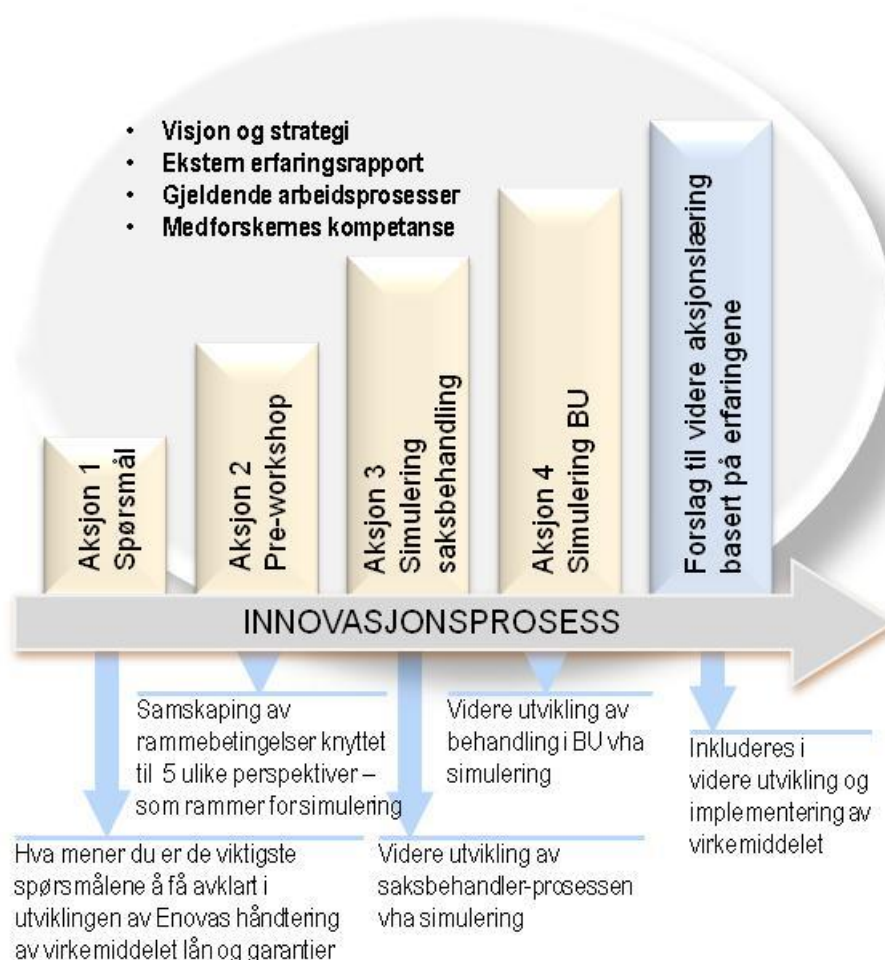 • Visjon og strategi
• Ekstern erfaringsrapport
• Gjeldende arbeidsprosesser
• Medforskernes kompetanse
Aksjon 1
Spørsmål
Aksjon 2
Pre-workshop
Aksjon 3
Simulering
saksbehandling
Aksjon 4
Simulering BU
Forslag til videre aksjonslæring
basert på erfaringene
INNOVASJONSPROSESS
Hva mener du er de viktigste
spørsmålene å få avklart i
utviklingen av Enovas håndtering
av virkemiddelet lån og garantier
Samskaping av
rammebetingelser knyttet
til 5 ulike perspektiver –
som rammer for simulering
Videre utvikling av
saksbehandler-prosessen
vha simulering
Videre utvikling av
behandling i BU vha
simulering
Inkluderes i
videre utvikling og
implementering av
virkemiddelet